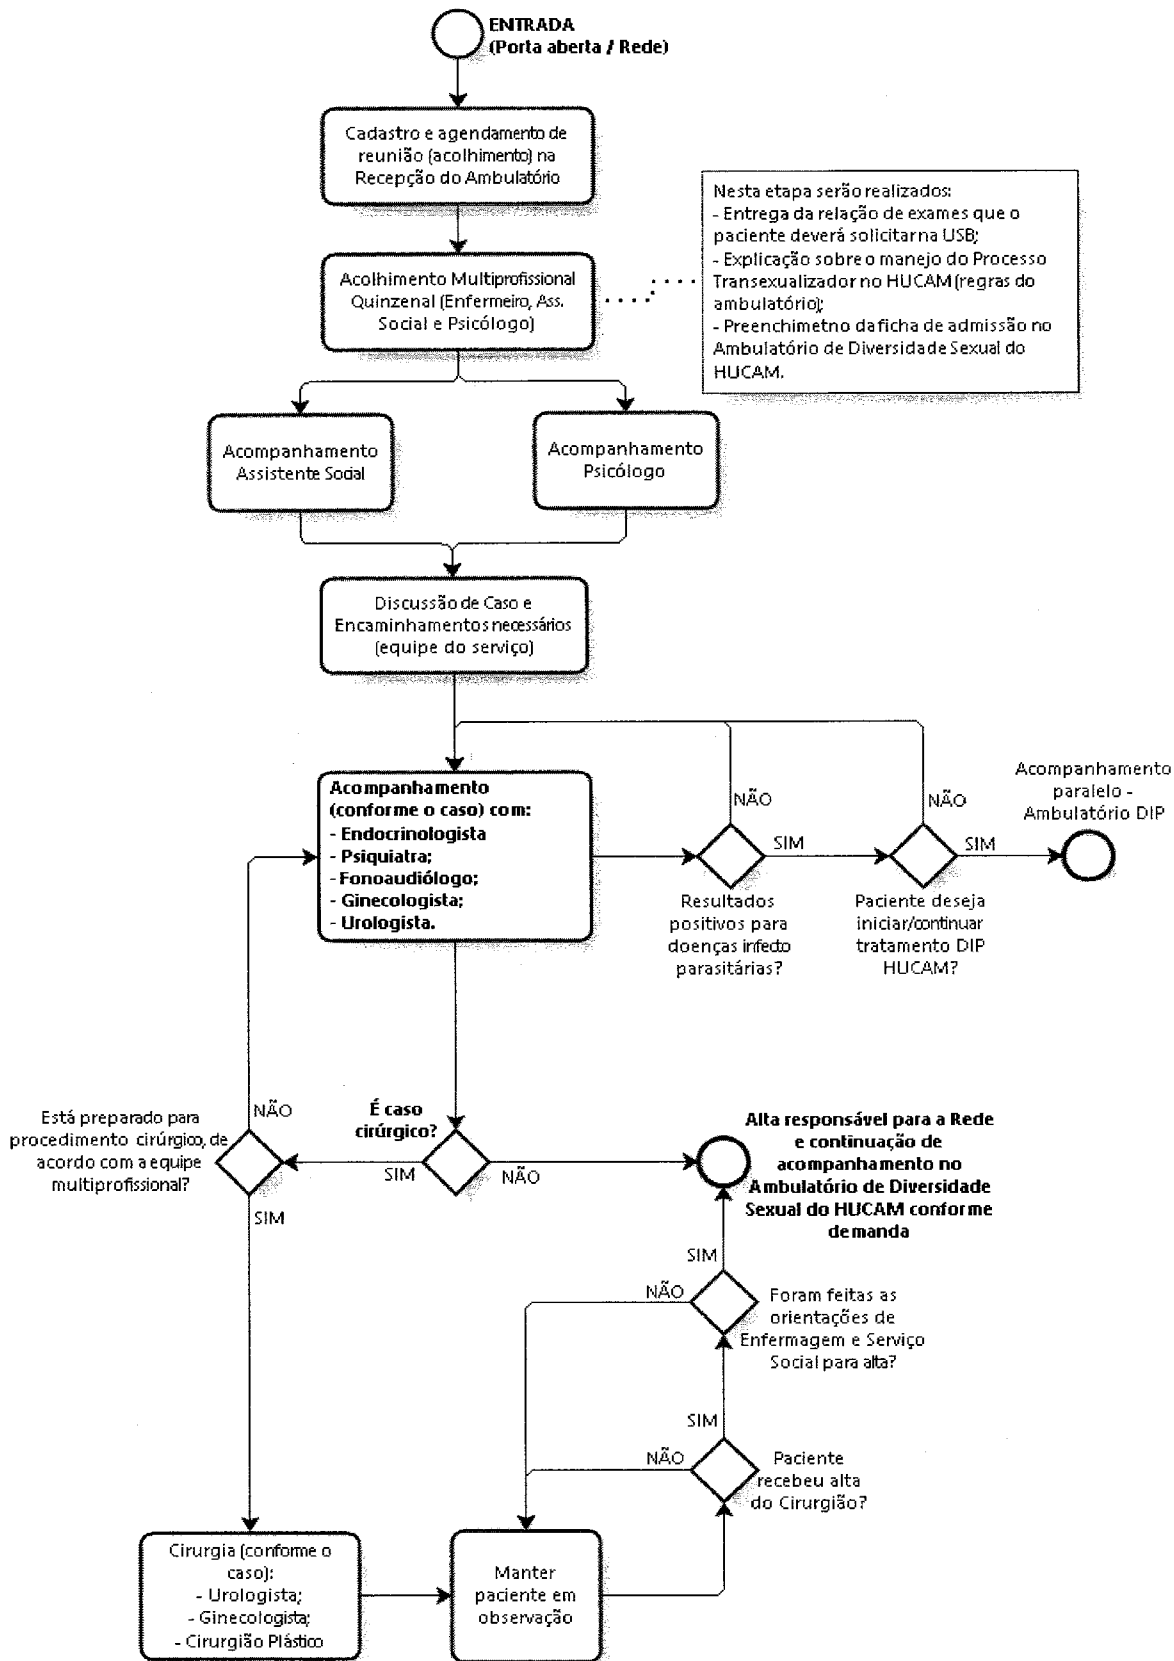 ENTRADA
(Porta aberta / Rede)
Cadastro e agendamento de
reunião (acolhimento) na
Recepção do Ambulatório
Nesta etapa serão realizados:
- Entrega da relação de exames que o
paciente deverá solicitar na USB;
- Explicação sobre o manejo do Processo
Transexualizador no HUCAM (regras do
ambulatório);
- Preenchimetno da ficha de admissão no
Ambulatório de Diversidade Sexual do
HUCAM.
Acolhimento Multiprofissional
Quinzenal (Enfermeiro, Ass.
Social e Psicólogo)
Acompanhamento
Assistente Social
Acompanhamento
Psicólogo
Discussão de Caso e
Encaminhamentos necessários
(equipe do serviço)
Acompanhamento
(conforme o caso) com:
- Endocrinologista
- Psiquiatra;
- Fonoaudiólogo;
- Ginecologista;
- Urologista.
NÃO
SIM
Resultados
positivos para
doenças infecto
parasitárias?
NÃO
SIM
Paciente deseja
iniciar/continuar
tratamento DIP
HUCAM?
Acompanhamento
paralelo -
Ambulatório DIP
É caso
cirúrgico?
SIM
NÃO
Está preparado para
procedimento cirúrgico, de
acordo com a equipe
multiprofissional?
NÃO
SIM
Alta responsável para a Rede
e continuação de
acompanhamento no
Ambulatório de Diversidade
Sexual do HUCAM conforme
demanda
SIM
NÃO
Foram feitas as
orientações de
Enfermagem e Serviço
Social para alta?
SIM
NÃO
Paciente
recebeu alta
do Cirurgião?
Cirurgia (conforme o
caso):
- Urologista;
- Ginecologista;
- Cirurgião Plástico
Manter
paciente em
observação